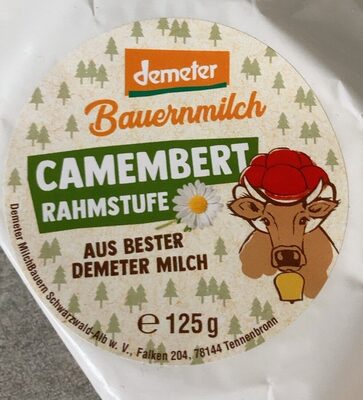 demeter
Bauernmilch
CAMEMBERT
RAHMSTUFE
AUS BESTER
DEMETER MILCH
℮ 125 g
Demeter MilchBauern Schwarzwald-Alb w. V., Falken 204, 78144 Tennenbronn